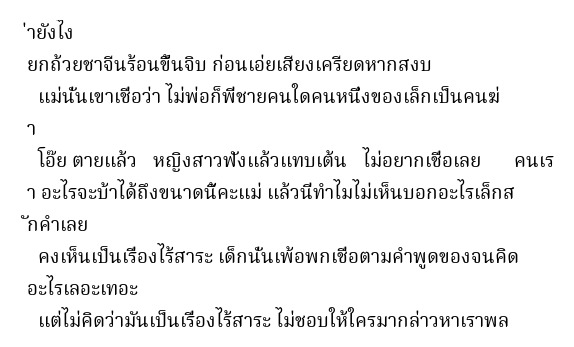 ่ายังไง
ยกถ้วยชาจีนร้อนขึ้นจิบ ก่อนเอ่ยเสียงเครียดหากสงบ
แม่นั่นเขาเชื่อว่า ไม่พ่อก็พี่ชายคนใดคนหนึ่งของเล็กเป็นคนฆ่
า
โอ๊ย ตายแล้ว หญิงสาวฟังแล้วแทบเต้น ไม่อยากเชื่อเลย คนเร
า อะไรจะบ้าได้ถึงขนาดนี้คะแม่ แล้วนี่ทำไมไม่เห็นบอกอะไรเล็กส
ักคำเลย
คงเห็นเป็นเรื่องไร้สาระ เด็กนั่นเพ้อพกเชื่อตามคำพูดของจนคิด
อะไรเลอะเทอะ
แต่ไม่คิดว่ามันเป็นเรื่องไร้สาระ ไม่ชอบให้ใครมากล่าวหาเราพล